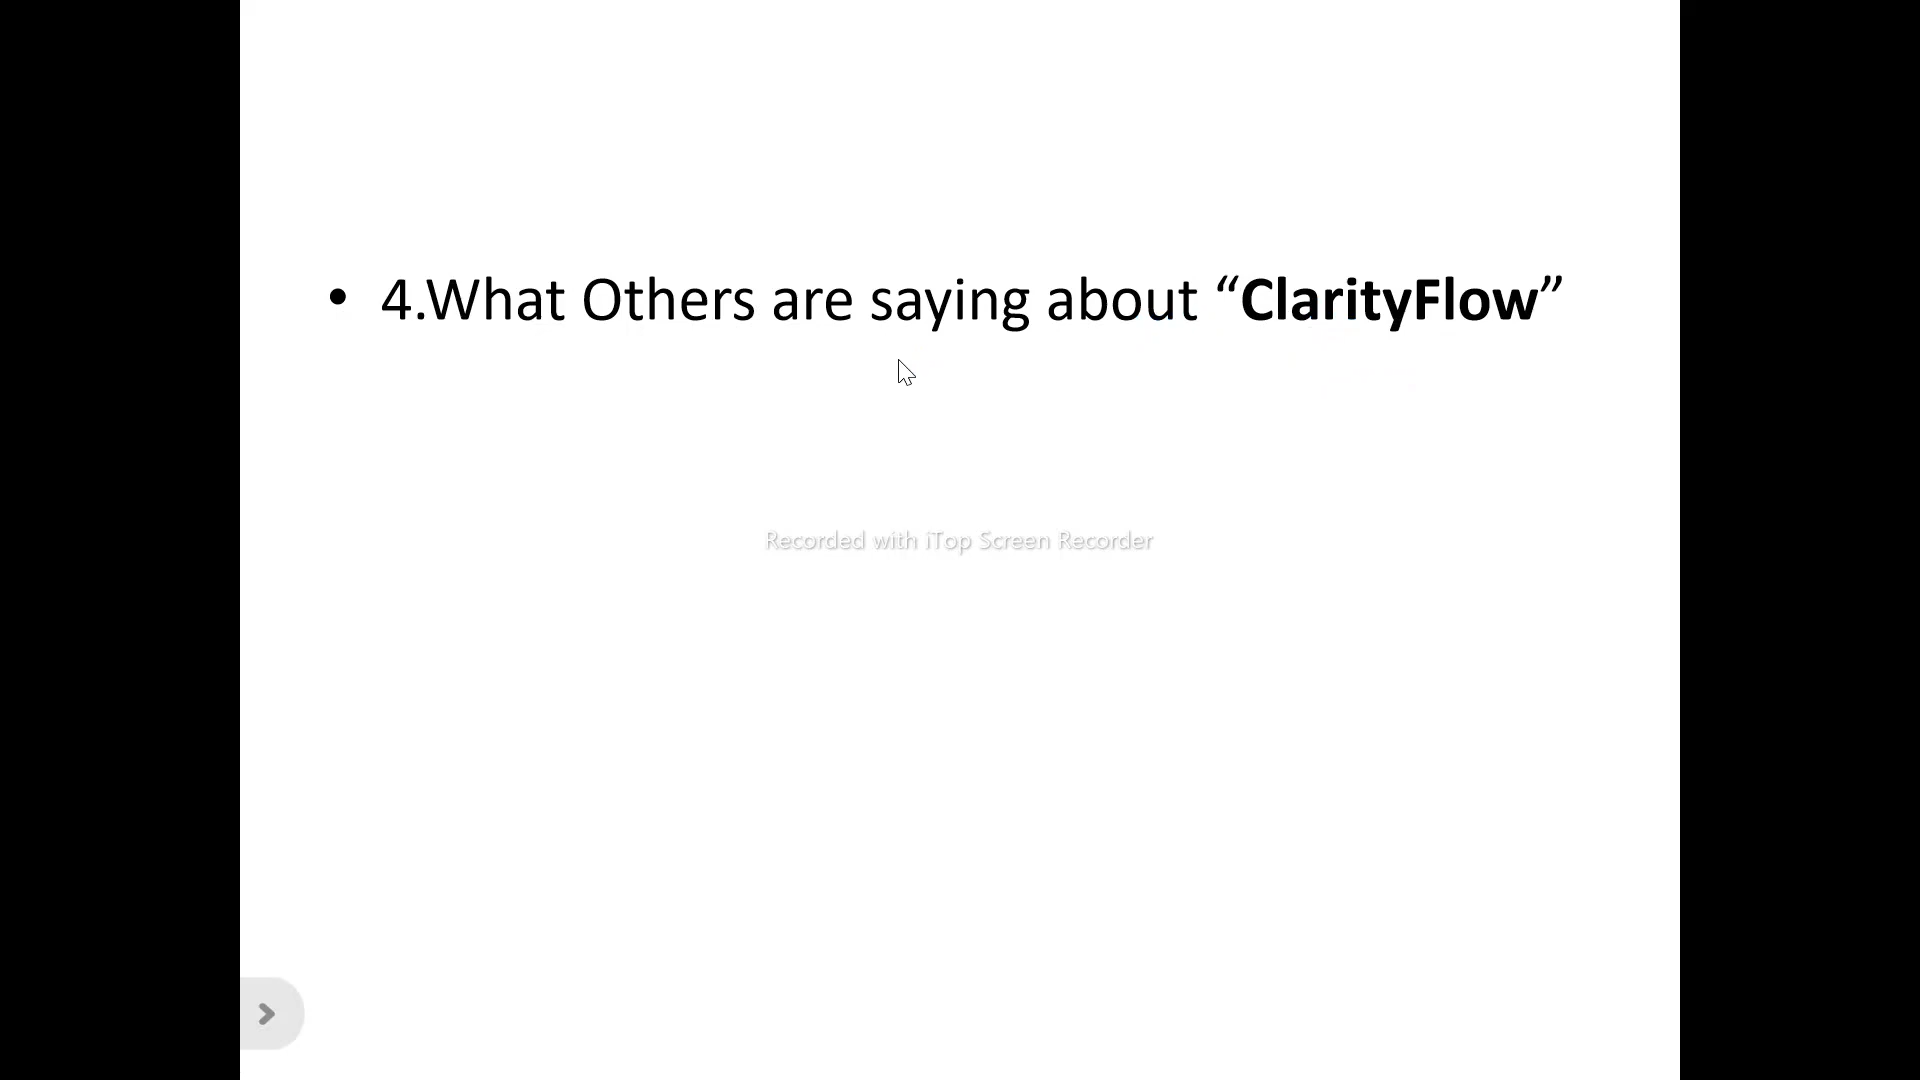 • 4.What Others are saying about “ClarityFlow”
Recorded with iTop Screen Recorder